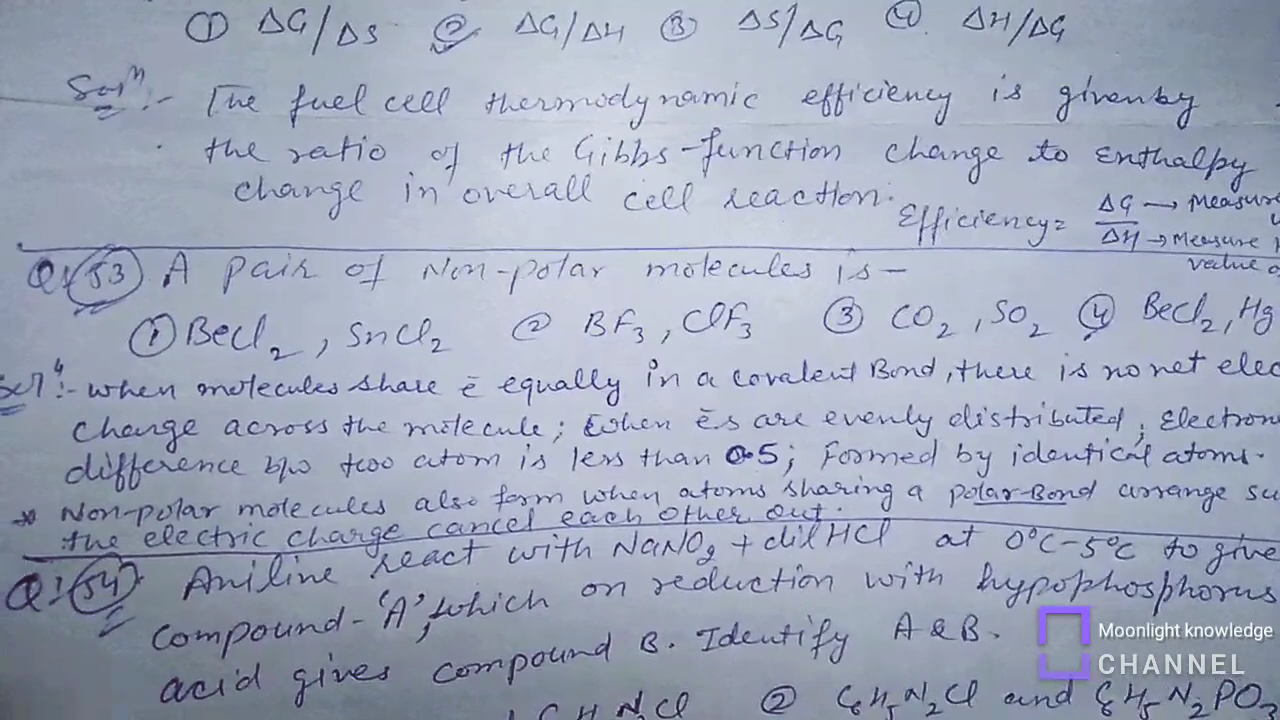 ① ΔG/ΔS ② ΔG/ΔH ③ ΔS/ΔG ④ ΔH/ΔG
Solⁿ :- The fuel cell thermodynamic efficiency is given by
the ratio of the Gibbs-function change to Enthalpy
change in overall cell reaction.
Efficiency = ΔG → Measure
ΔH → Measure
value
Q:53 A pair of Non-polar molecules is -
① BeCl₂, SnCl₂ ② BF₃, ClF₃ ③ CO₂, SO₂ ④ BeCl₂, Hg
Solⁿ:- when molecules share ē equally in a covalent Bond, there is no net elec
charge across the molecule; when ēs are evenly distributed; Electron
difference b/w two atom is less than 0.5; Formed by identical atoms.
* Non-polar molecules also form when atoms sharing a polar-Bond arrange su
the electric charge cancel each other out.
Q:54 Aniline react with NaNO₂ + dil HCl at 0°C-5°C to give
compound-'A', which on reduction with hypophosphorus
acid gives compound B. Identify A & B.
② C₆H₅N₂Cl and C₆H₅N₂PO₃
Moonlight knowledge
CHANNEL